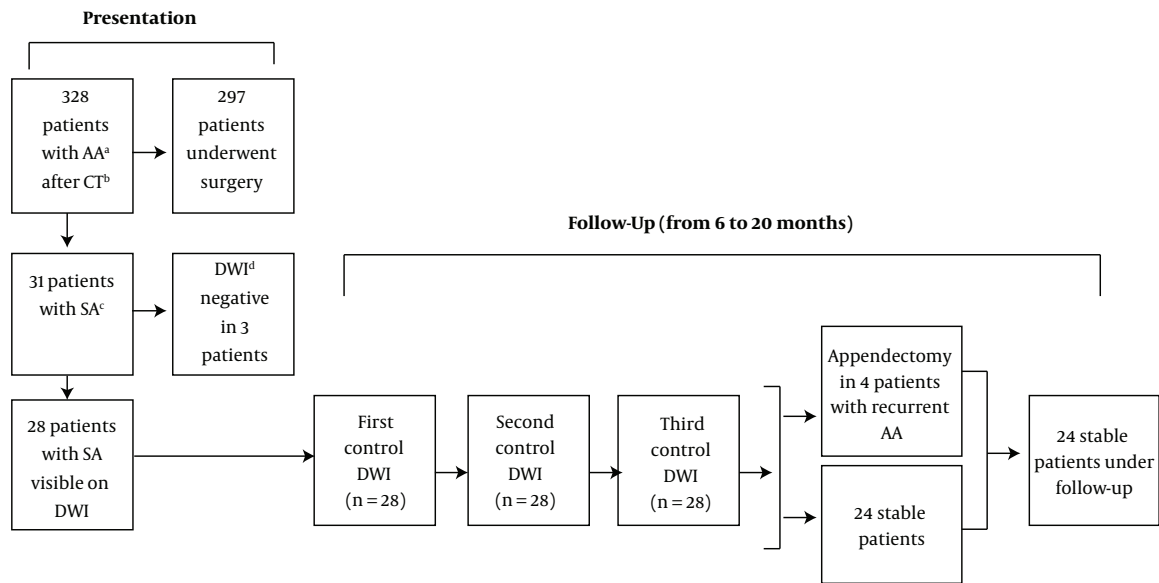 Presentation
328
patients
with AAᵃ
after CTᵇ
297
patients
underwent
surgery
Follow-Up (from 6 to 20 months)
31 patients
with SAᶜ
DWIᵈ
negative
in 3
patients
28 patients
with SA
visible on
DWI
First
control
DWI
(n = 28)
Second
control
DWI
(n = 28)
Third
control
DWI
(n = 28)
Appendectomy
in 4 patients
with recurrent
AA
24 stable
patients
24 stable
patients under
follow-up